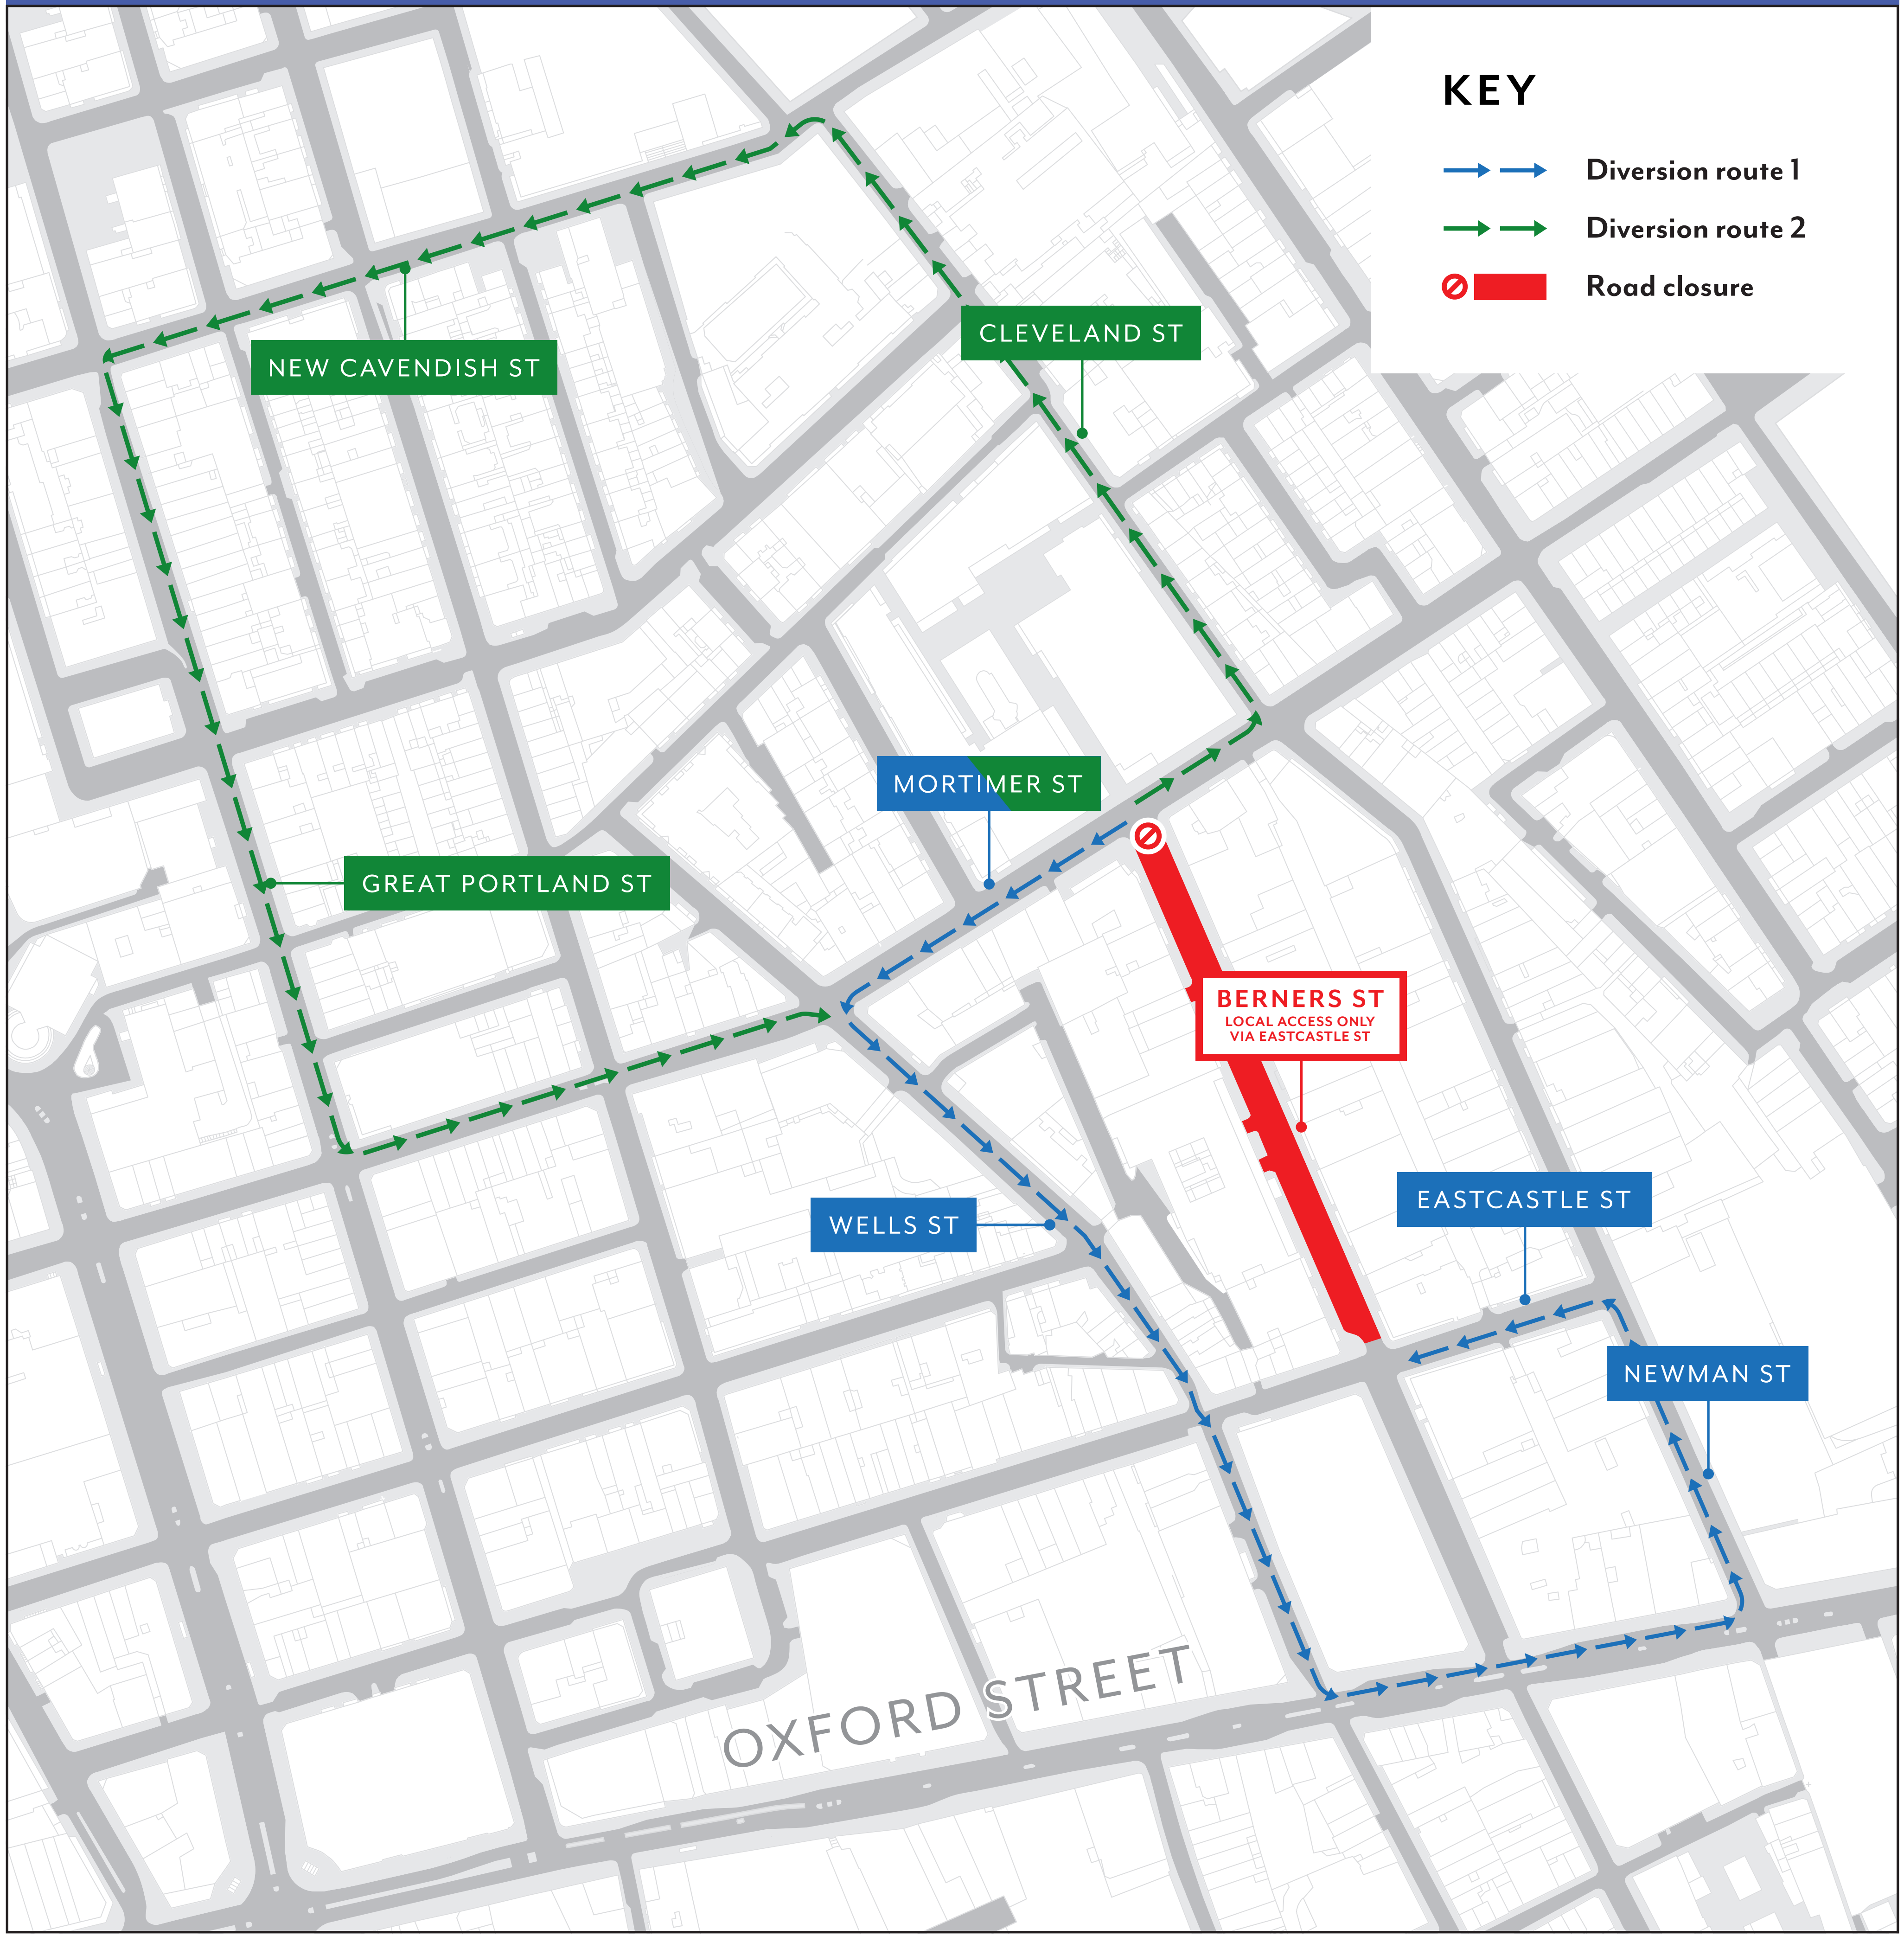 KEY
Diversion route 1
Diversion route 2
Road closure
CLEVELAND ST
NEW CAVENDISH ST
MORTIMER ST
GREAT PORTLAND ST
BERNERS ST
LOCAL ACCESS ONLY
VIA EASTCASTLE ST
EASTCASTLE ST
WELLS ST
NEWMAN ST
OXFORD STREET